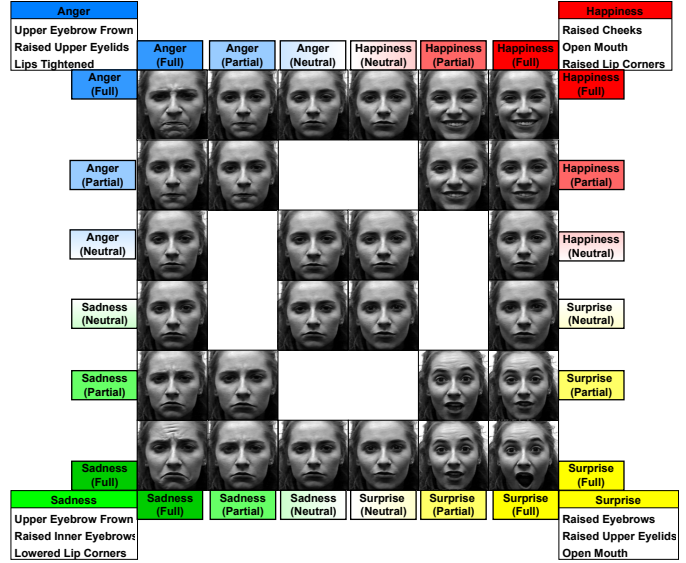 Anger
Upper Eyebrow Frown
Raised Upper Eyelids
Lips Tightened
Happiness
Raised Cheeks
Open Mouth
Raised Lip Corners
Anger
(Full)
Anger
(Partial)
Anger
(Neutral)
Happiness
(Neutral)
Happiness
(Partial)
Happiness
(Full)
Anger
(Full)
Happiness
(Full)
Anger
(Partial)
Happiness
(Partial)
Anger
(Neutral)
Happiness
(Neutral)
Sadness
(Neutral)
Surprise
(Neutral)
Sadness
(Partial)
Surprise
(Partial)
Sadness
(Full)
Surprise
(Full)
Sadness
(Full)
Sadness
(Partial)
Sadness
(Neutral)
Surprise
(Neutral)
Surprise
(Partial)
Surprise
(Full)
Sadness
Upper Eyebrow Frown
Raised Inner Eyebrows
Lowered Lip Corners
Surprise
Raised Eyebrows
Raised Upper Eyelids
Open Mouth